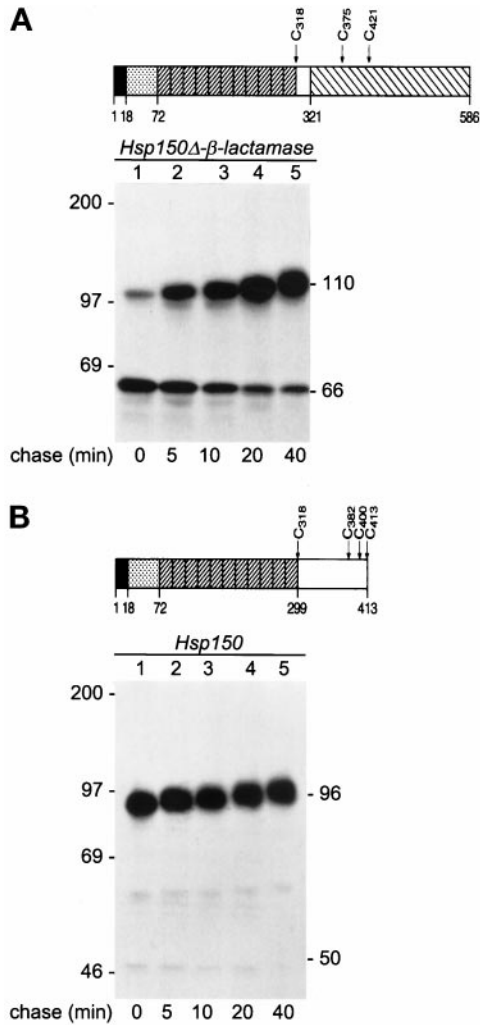 A
C318 C375 C421
1 18 72 321 586
Hsp150Δ-β-lactamase
1 2 3 4 5
200 -
- 110
97 -
69 -
- 66
chase (min) 0 5 10 20 40
B
C318 C382 C400 C413
1 18 72 299 413
Hsp150
1 2 3 4 5
200 -
97 -
- 96
69 -
- 50
46 -
chase (min) 0 5 10 20 40